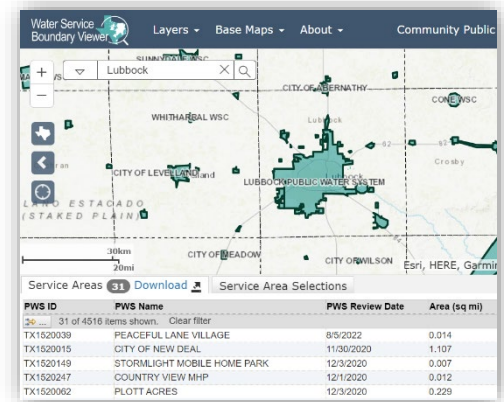 Water Service
Boundary Viewer
Layers Base Maps About Community Public
SUNNYDALE WSC
+ Lubbock
−
CITY OF ABERNATHY
CONE WSC
Lubbock
WHITHARRAL WSC
62
Crosby
CITY OF LEVELLAND
LUBBOCK PUBLIC WATER SYSTEM
LLANO ESTACADO
(STAKED PLAIN)
84
30km
20mi
CITY OF MEADOW
CITY OF WILSON
Esri, HERE, Garmin
Service Areas 31 Download Service Area Selections
PWS ID PWS Name PWS Review Date Area (sq mi)
... 31 of 4516 items shown. Clear filter
TX1520039 PEACEFUL LANE VILLAGE 8/5/2022 0.014
TX1520015 CITY OF NEW DEAL 11/30/2020 1.107
TX1520149 STORMLIGHT MOBILE HOME PARK 12/3/2020 0.007
TX1520247 COUNTRY VIEW MHP 12/1/2020 0.012
TX1520062 PLOTT ACRES 12/3/2020 0.229